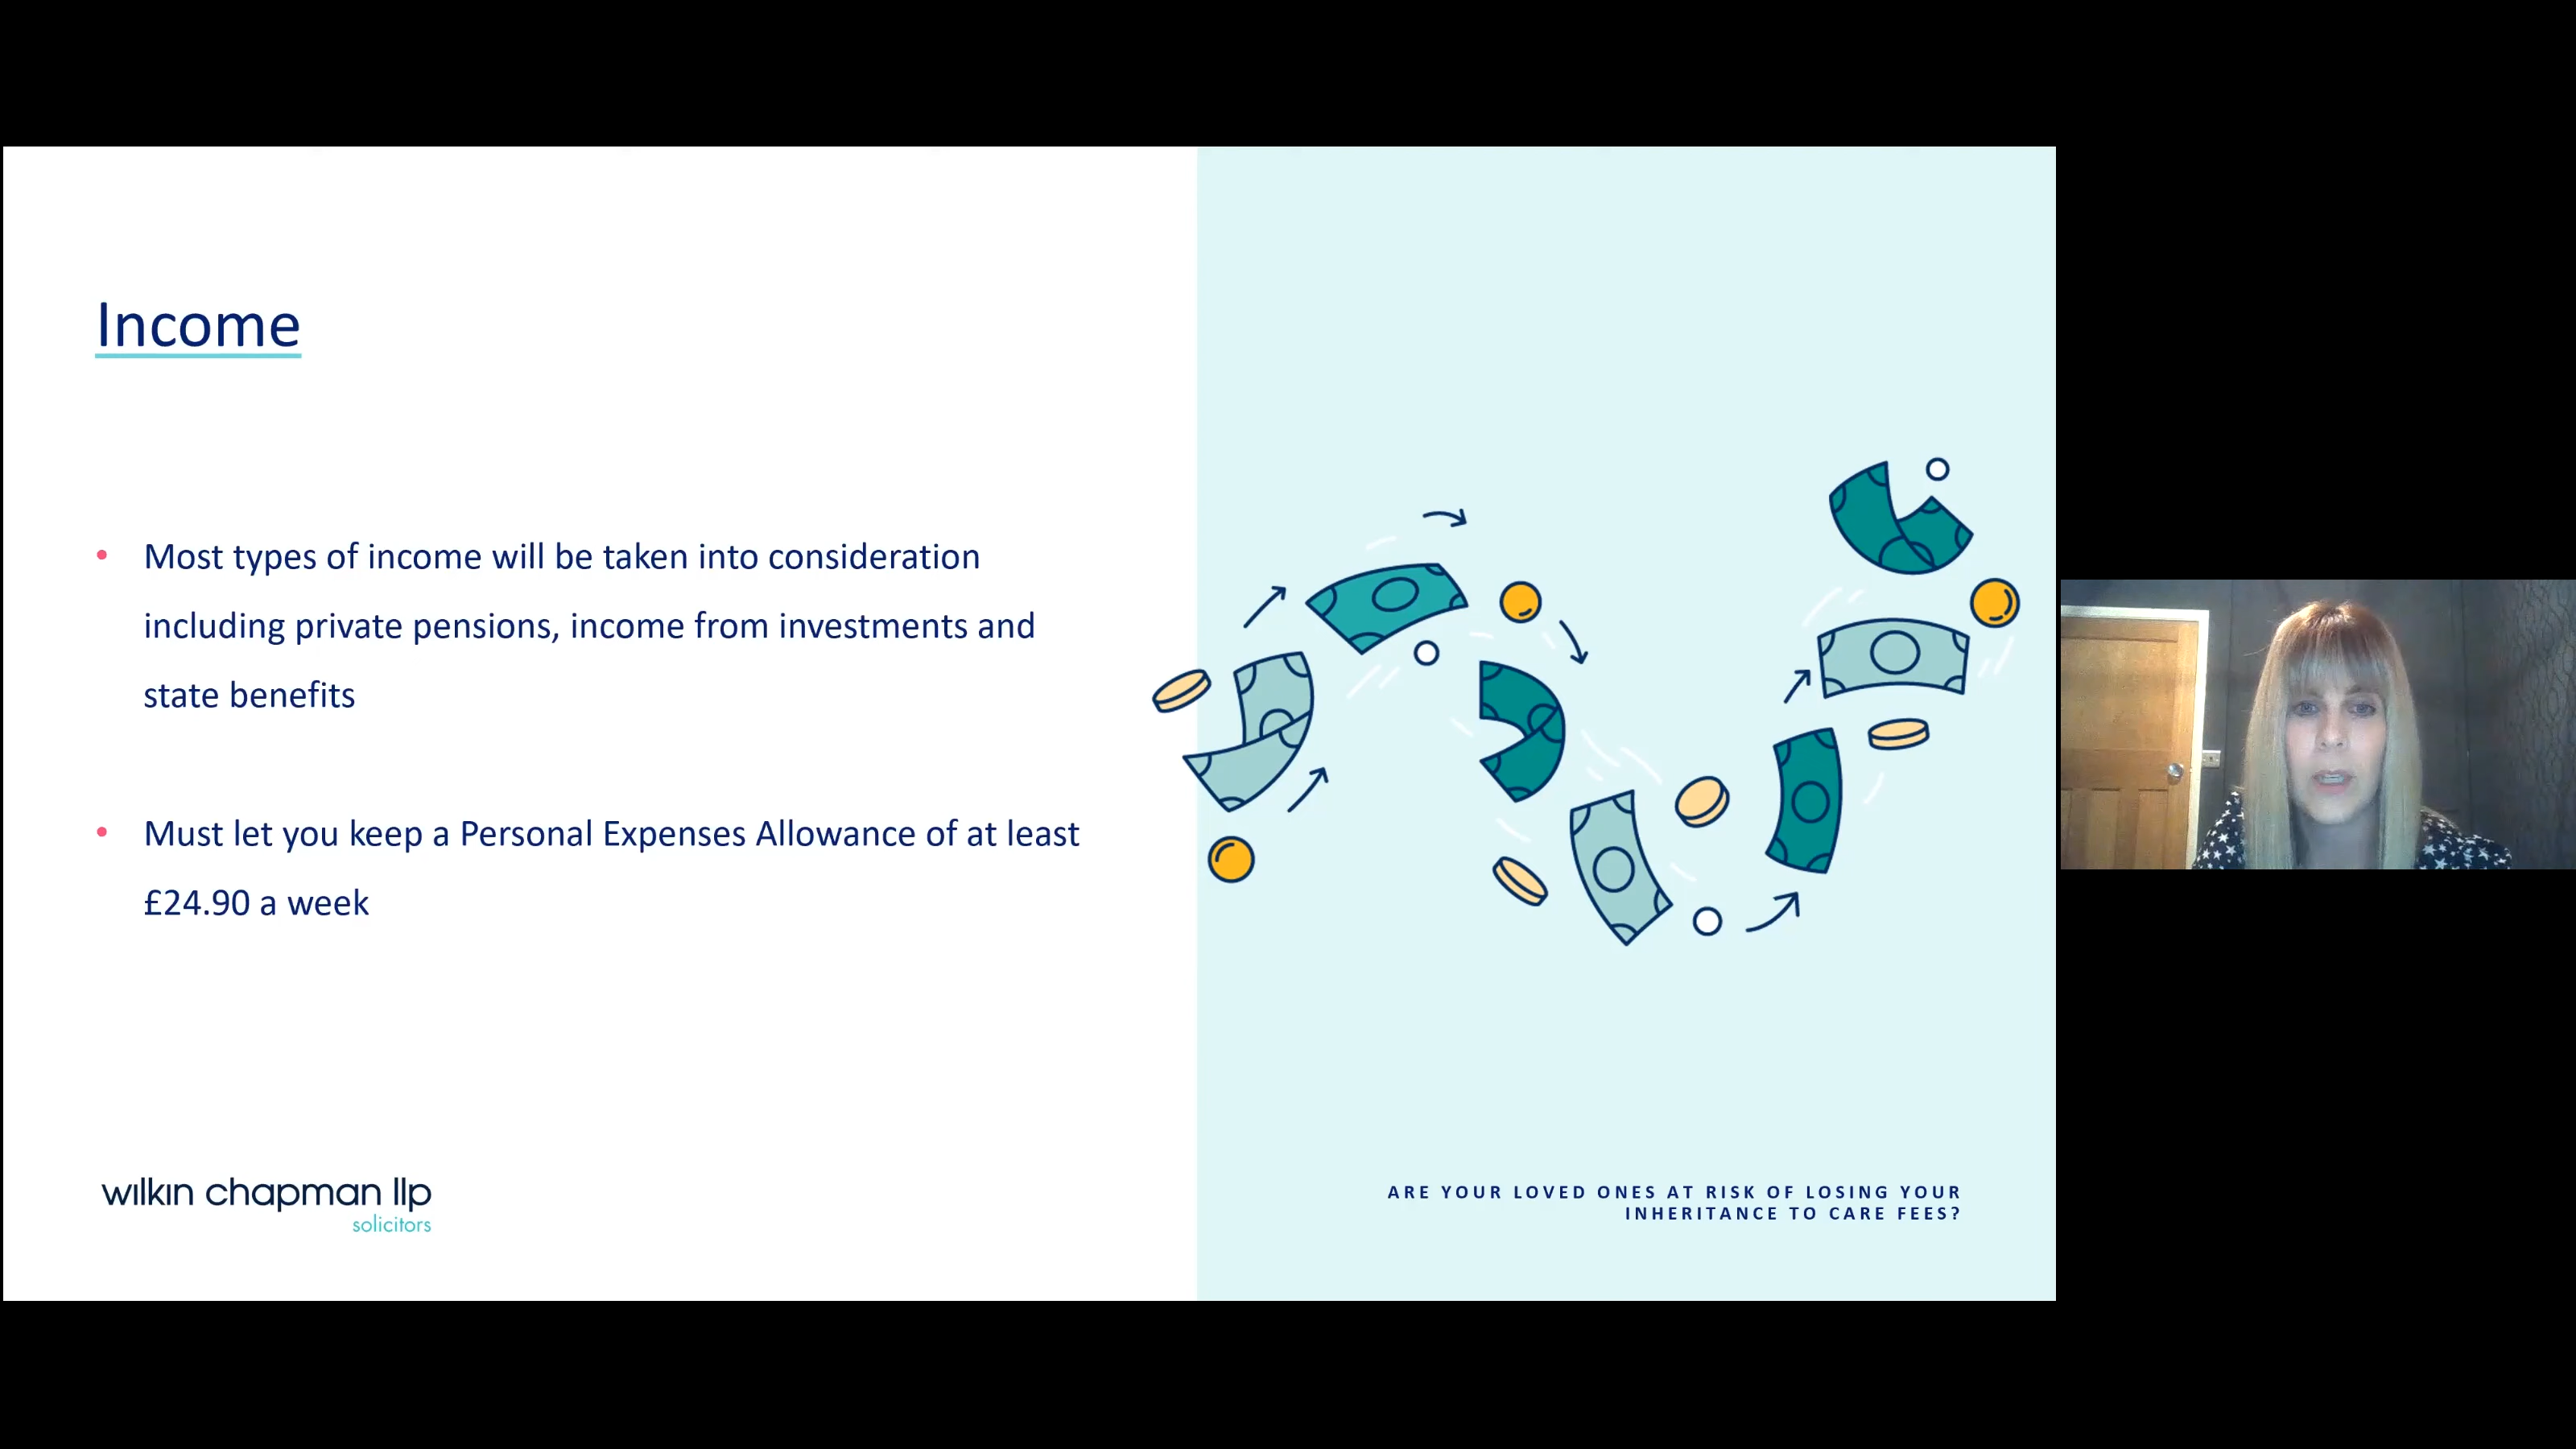 Income
• Most types of income will be taken into consideration
including private pensions, income from investments and
state benefits
• Must let you keep a Personal Expenses Allowance of at least
£24.90 a week
wilkin chapman llp
solicitors
ARE YOUR LOVED ONES AT RISK OF LOSING YOUR
INHERITANCE TO CARE FEES?